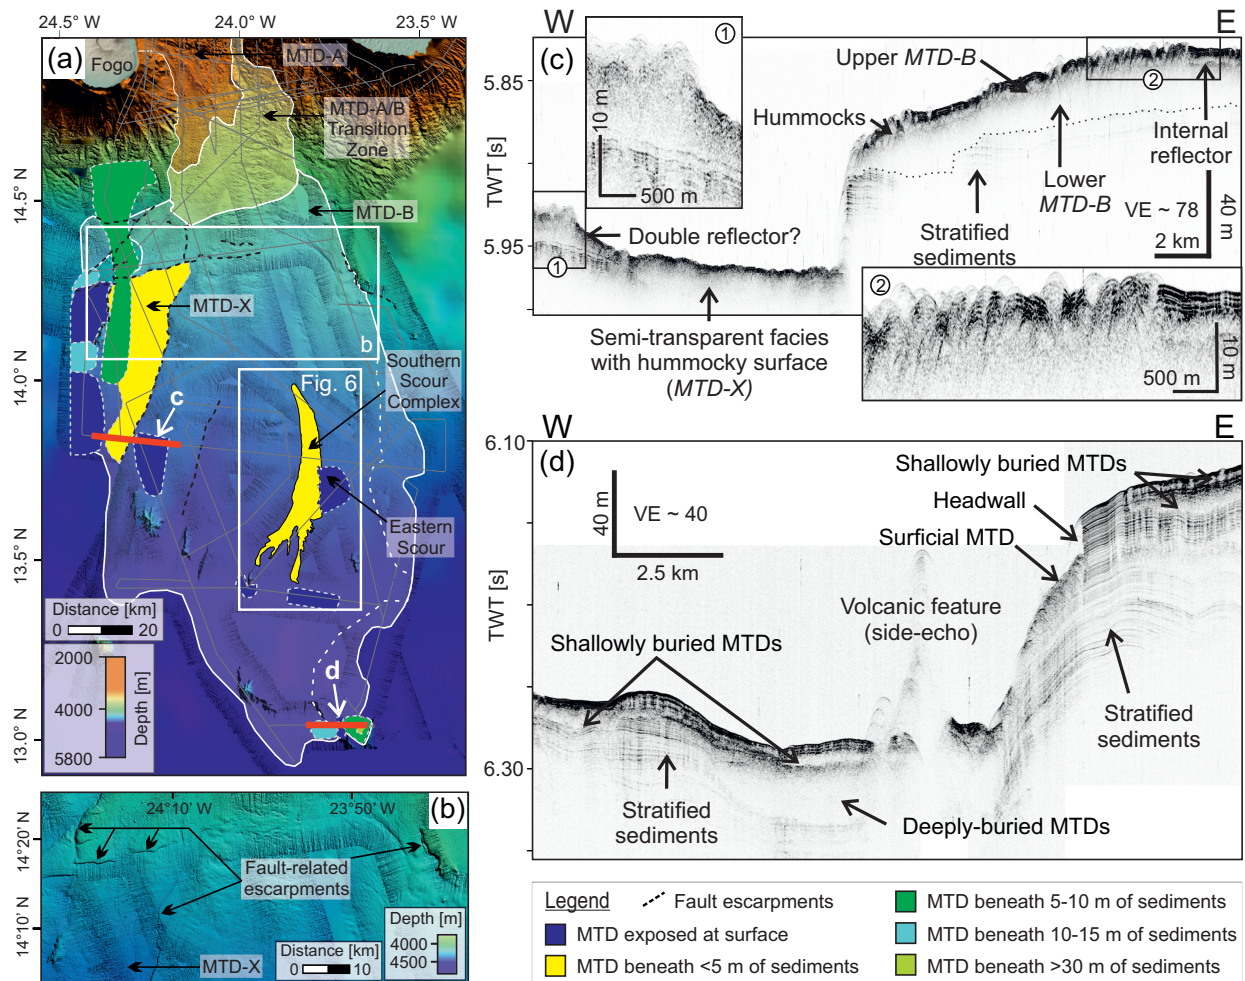 24.5° W
24.0° W
23.5° W
(a)
Fogo
MTD-A
MTD-A/B
Transition
Zone
MTD-B
MTD-X
b
Fig. 6
Southern
Scour
Complex
c
Eastern
Scour
d
14.5° N
14.0° N
13.5° N
13.0° N
Distance [km]
0 20
2000
4000
5800
Depth [m]
24°10' W
23°50' W
(b)
14°20' N
14°10' N
Fault-related
escarpments
MTD-X
Distance [km]
0 10
Depth [m]
4000
4500
W
E
(c)
TWT [s]
5.85
5.95
1
10 m
500 m
Upper MTD-B
2
Hummocks
Internal
reflector
Lower
MTD-B
Stratified
sediments
VE ~ 78
40 m
2 km
1
Double reflector?
Semi-transparent facies
with hummocky surface
(MTD-X)
2
500 m
10 m
W
E
(d)
TWT [s]
6.10
6.30
40 m
VE ~ 40
2.5 km
Shallowly buried MTDs
Headwall
Surficial MTD
Volcanic feature
(side-echo)
Shallowly buried MTDs
Stratified
sediments
Stratified
sediments
Deeply-buried MTDs
Legend
Fault escarpments
MTD exposed at surface
MTD beneath <5 m of sediments
MTD beneath 5-10 m of sediments
MTD beneath 10-15 m of sediments
MTD beneath >30 m of sediments